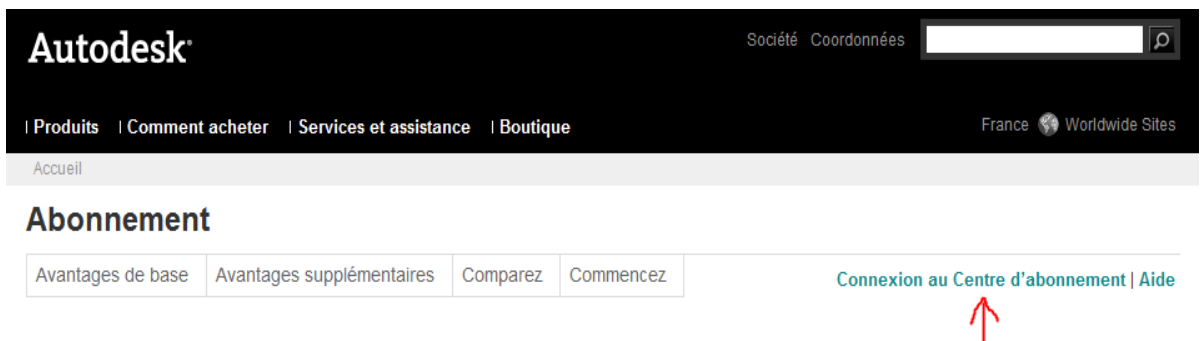 Autodesk
Société Coordonnées
| Produits | Comment acheter | Services et assistance | Boutique
France Worldwide Sites
Accueil
Abonnement
Avantages de base Avantages supplémentaires Comparez Commencez
Connexion au Centre d'abonnement | Aide